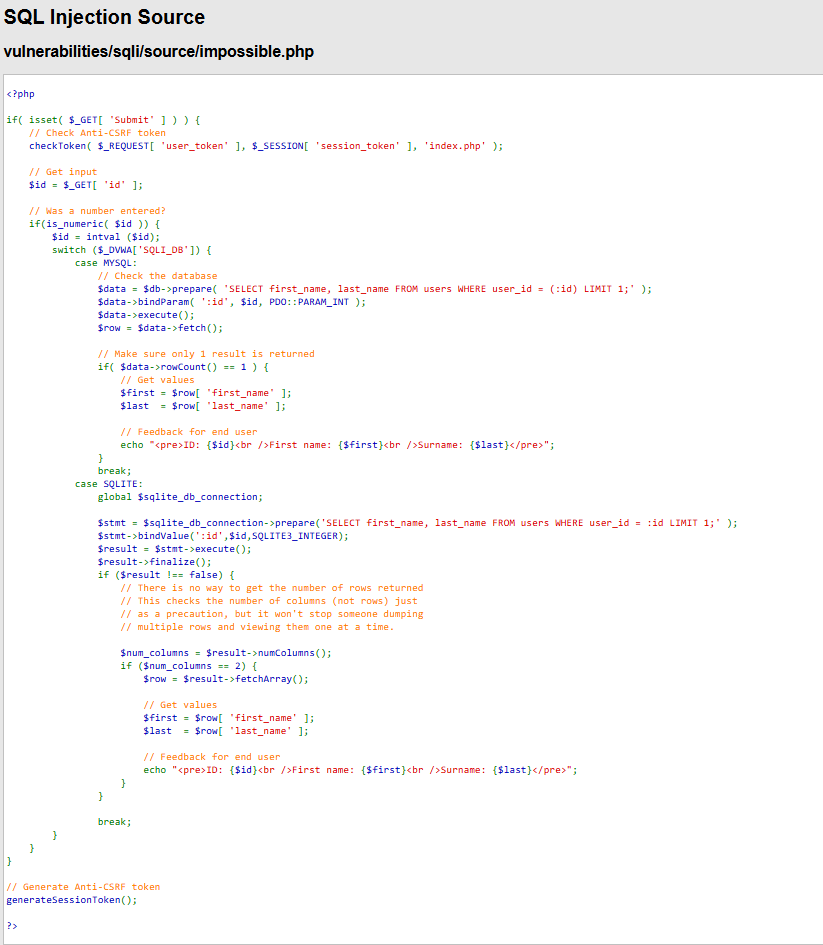 SQL Injection Source
vulnerabilities/sqli/source/impossible.php
<?php
if( isset( $_GET[ 'Submit' ] ) ) {
    // Check Anti-CSRF token
    checkToken( $_REQUEST[ 'user_token' ], $_SESSION[ 'session_token' ], 'index.php' );
    // Get input
    $id = $_GET[ 'id' ];
    // Was a number entered?
    if(is_numeric( $id )) {
        $id = intval ($id);
        switch ($_DVWA['SQLI_DB']) {
            case MYSQL:
                // Check the database
                $data = $db->prepare( 'SELECT first_name, last_name FROM users WHERE user_id = (:id) LIMIT 1;' );
                $data->bindParam( ':id', $id, PDO::PARAM_INT );
                $data->execute();
                $row = $data->fetch();
                // Make sure only 1 result is returned
                if( $data->rowCount() == 1 ) {
                    // Get values
                    $first = $row[ 'first_name' ];
                    $last  = $row[ 'last_name' ];
                    // Feedback for end user
                    echo "<pre>ID: {$id}<br />First name: {$first}<br />Surname: {$last}</pre>";
                }
                break;
            case SQLITE:
                global $sqlite_db_connection;
                $stmt = $sqlite_db_connection->prepare('SELECT first_name, last_name FROM users WHERE user_id = :id LIMIT 1;' );
                $stmt->bindValue(':id',$id,SQLITE3_INTEGER);
                $result = $stmt->execute();
                $result->finalize();
                if ($result !== false) {
                    // There is no way to get the number of rows returned
                    // This checks the number of columns (not rows) just
                    // as a precaution, but it won't stop someone dumping
                    // multiple rows and viewing them one at a time.
                    $num_columns = $result->numColumns();
                    if ($num_columns == 2) {
                        $row = $result->fetchArray();
                        // Get values
                        $first = $row[ 'first_name' ];
                        $last  = $row[ 'last_name' ];
                        // Feedback for end user
                        echo "<pre>ID: {$id}<br />First name: {$first}<br />Surname: {$last}</pre>";
                    }
                }
                break;
        }
    }
}
// Generate Anti-CSRF token
generateSessionToken();
?>